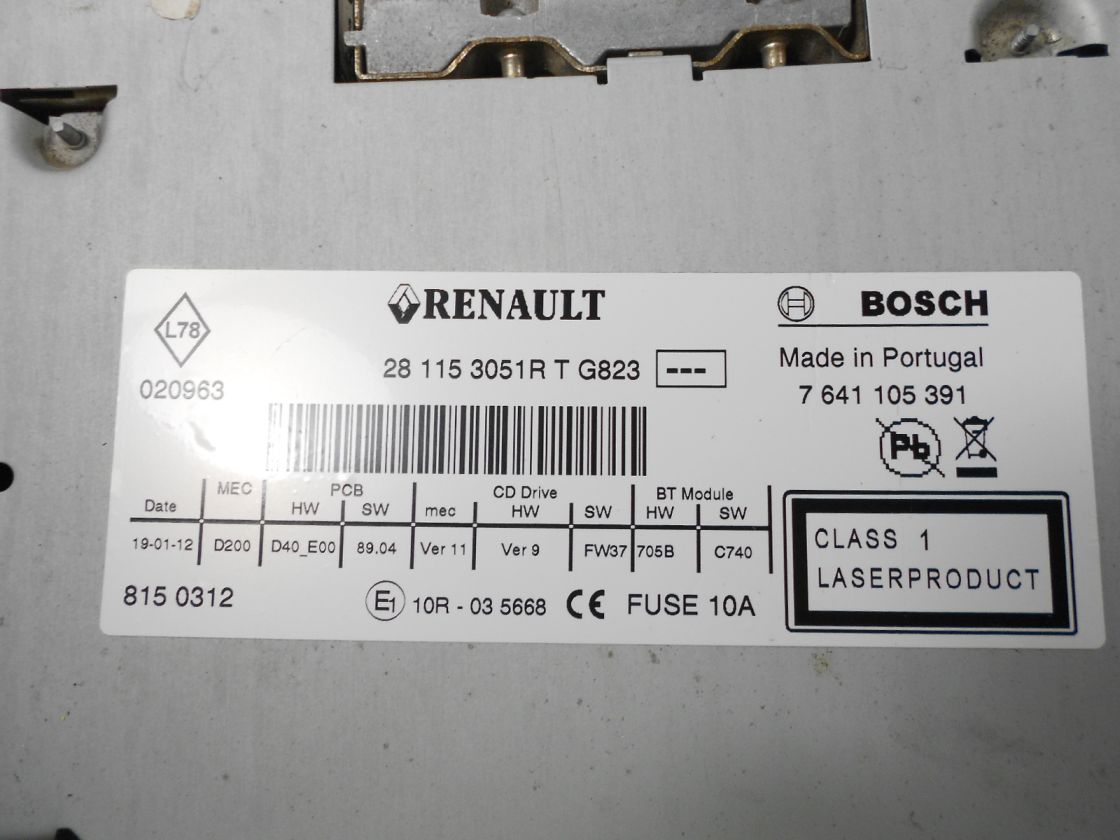 L78
020963
RENAULT
28 115 3051R T G823 ---
BOSCH
Made in Portugal
7 641 105 391
Pb
Date MEC PCB CD Drive BT Module
HW SW mec HW SW HW SW
19-01-12 D200 D40_E00 89.04 Ver 11 Ver 9 FW37 705B C740
815 0312
E1 10R - 03 5668 CE FUSE 10A
CLASS 1
LASERPRODUCT